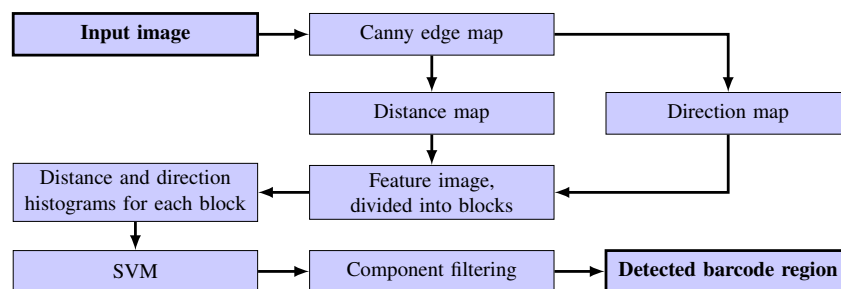 Input image
Canny edge map
Distance map
Direction map
Distance and direction
histograms for each block
Feature image,
divided into blocks
SVM
Component filtering
Detected barcode region